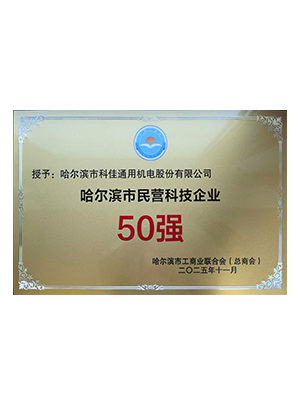 授予：哈尔滨市科佳通用机电股份有限公司
哈尔滨市民营科技企业
50强
哈尔滨市工商业联合会（总商会）
二〇二五年十一月